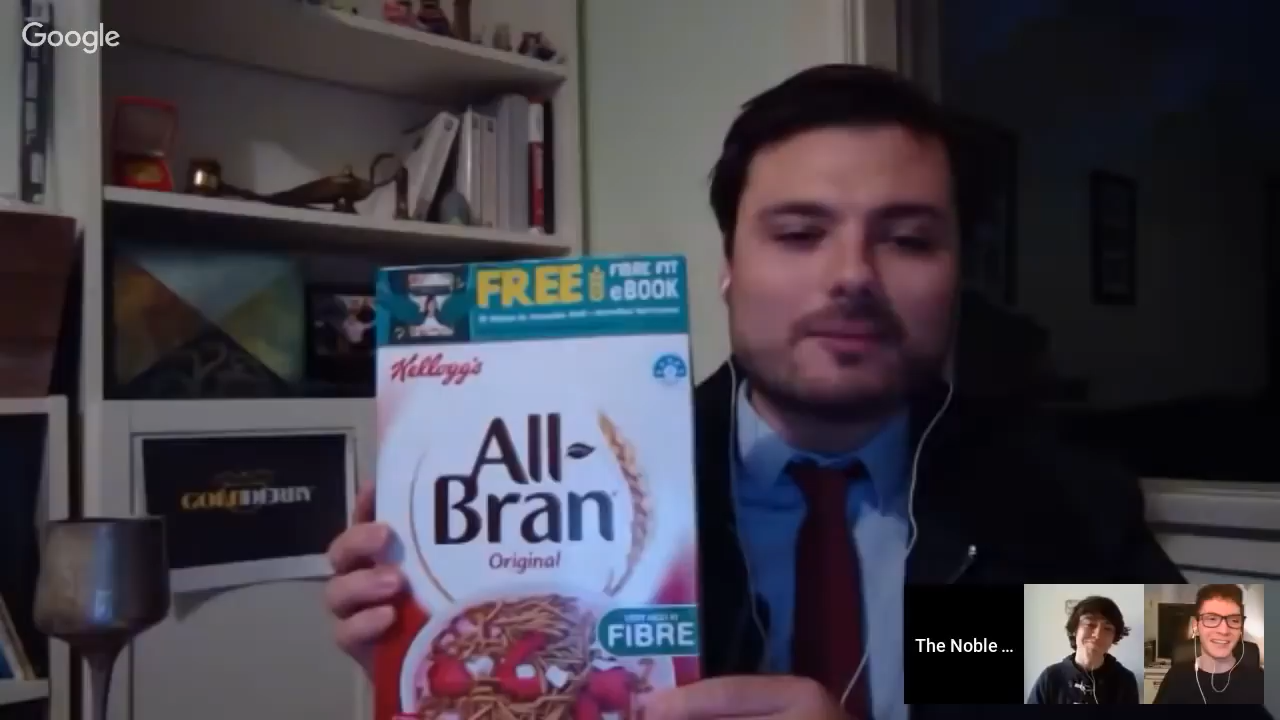 Google
FREE
FIBRE FIT
eBOOK
Kellogg's
All-
Bran
Original
FIBRE
GOLDDERBY
The Noble ...